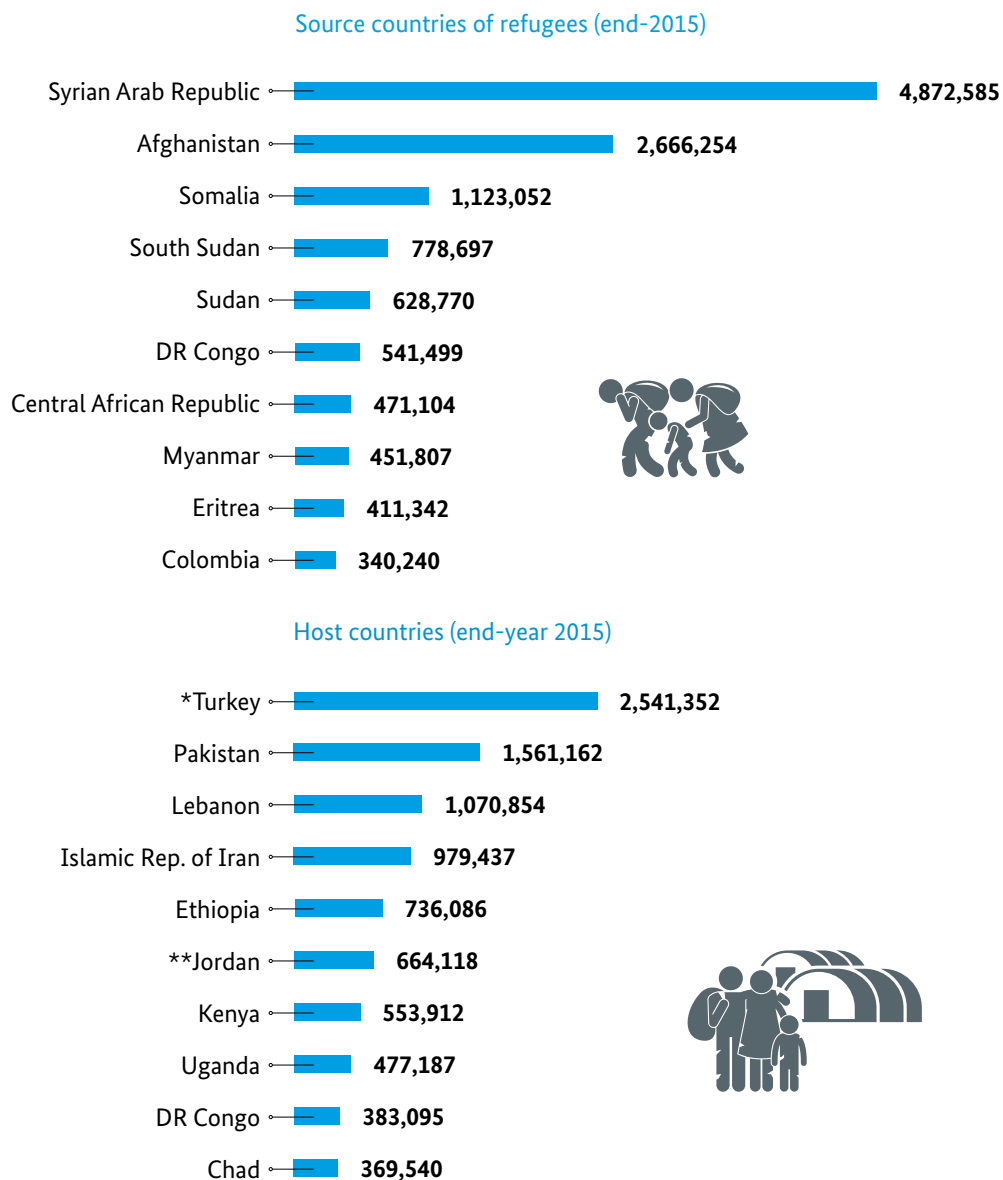 Source countries of refugees (end-2015)
Syrian Arab Republic 4,872,585
Afghanistan 2,666,254
Somalia 1,123,052
South Sudan 778,697
Sudan 628,770
DR Congo 541,499
Central African Republic 471,104
Myanmar 451,807
Eritrea 411,342
Colombia 340,240
Host countries (end-year 2015)
*Turkey 2,541,352
Pakistan 1,561,162
Lebanon 1,070,854
Islamic Rep. of Iran 979,437
Ethiopia 736,086
**Jordan 664,118
Kenya 553,912
Uganda 477,187
DR Congo 383,095
Chad 369,540